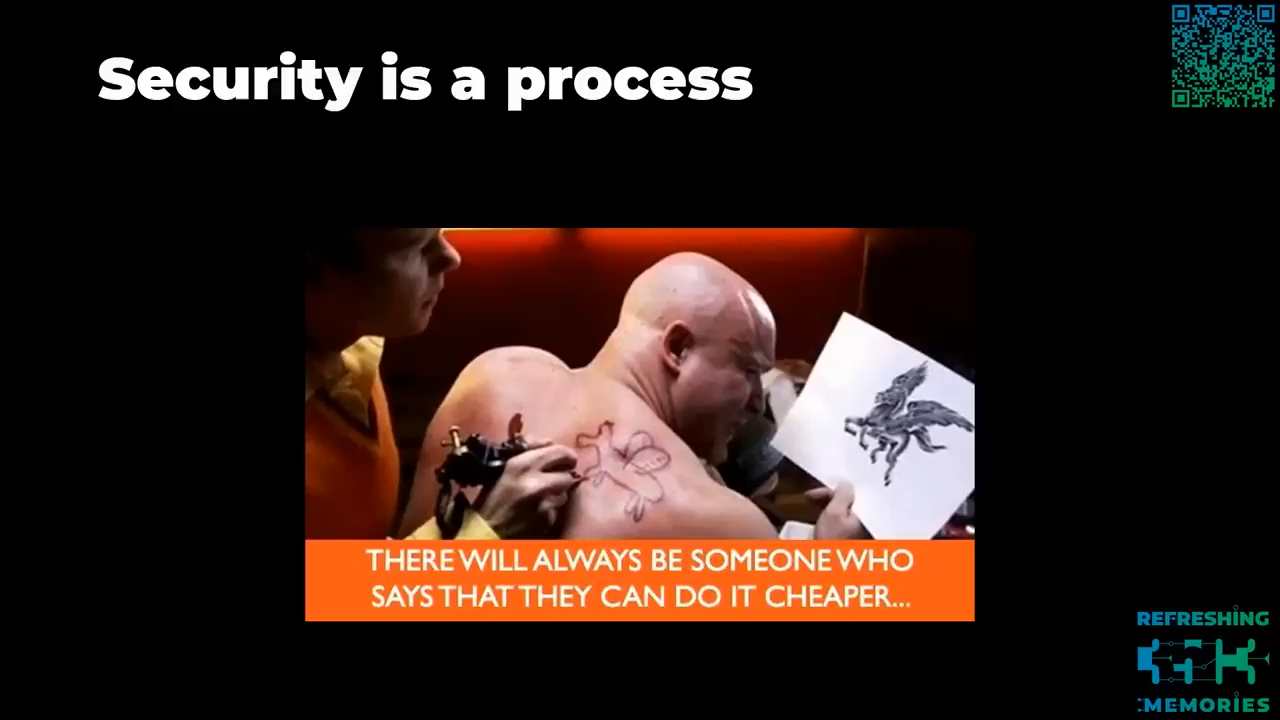 Security is a process
THERE WILL ALWAYS BE SOMEONE WHO
SAYS THAT THEY CAN DO IT CHEAPER...
REFRESHING
:MEMORIES